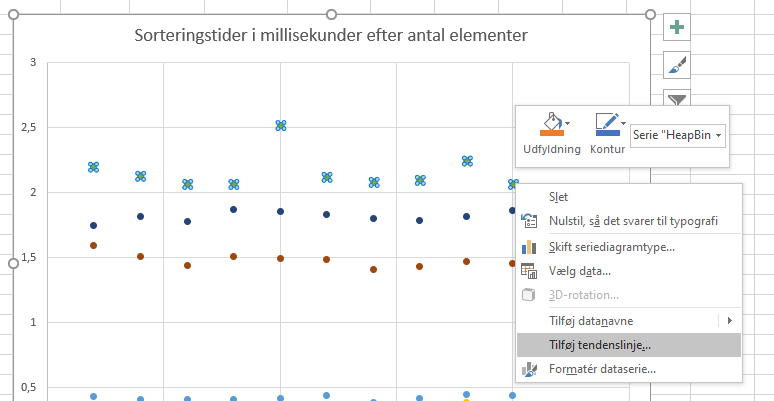 Sorteringstider i millisekunder efter antal elementer
3
2,5
2
1,5
1
0,5
Udfyldning
Kontur
Serie "HeapBin
Slet
Nulstil, så det svarer til typografi
Skift seriediagramtype...
Vælg data...
3D-rotation...
Tilføj datanavne
Tilføj tendenslinje...
Formatér dataserie...